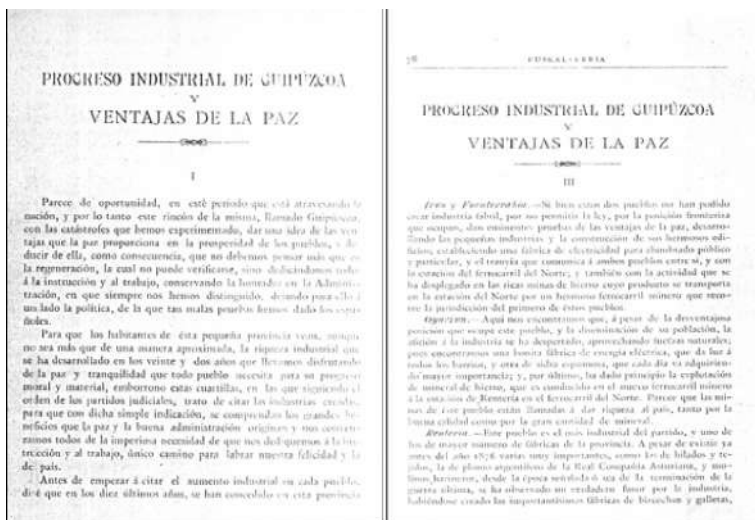 PROGRESO INDUSTRIAL DE GUIPÚZCOA
Y
VENTAJAS DE LA PAZ
I
Parece de oportunidad, en esté periodo que está atravesando la
nación, y por lo tanto este rincón de la misma, llamado Guipúzcoa,
con las catástrofes que hemos experimentado, dar una idea de las ven
tajas que la paz proporciona en la prosperidad de los pueblos, y de-
ducir de ella, como consecuencia, que no debemos pensar más que en
la regeneración, la cual no puede verificarse, sino dedicándonos todos
á la instrucción y al trabajo, conservando la honradez en la Adminis-
tración, en que siempre nos hemos distinguido, dejando para ello á
un lado la política, de la que tan malas pruebas hemos dado los espa-
ñoles.
Para que los habitantes de esta pequeña provincia vean, aunque
no sea más que de una manera aproximada, la riqueza industrial que
se ha desarrollado en los veinte y dos años que llevamos disfrutando
de la paz y tranquilidad que todo pueblo necesita para su progreso
moral y material, emborrono estas cuartillas, en las que siguiendo el
orden de los partidos judiciales, trato de citar las industrias creadas,
para que con dicha simple indicación, se comprendan los grandes be-
neficios que la paz y la buena administración originan y nos conven-
zamos todos de la imperiosa necesidad de que nos dediquemos á la ins-
trucción y al trabajo, único camino para labrar nuestra felicidad y la
de país.
Antes de empezar á citar el aumento industrial en cada pueblo,
diré que en los diez últimos años, se han concedido en esta provincia
78 EUSKAL-ERRIA
PROGRESO INDUSTRIAL DE GUIPÚZCOA
Y
VENTAJAS DE LA PAZ
III
Irún y Fuenterrabía.—Si bien estos dos pueblos no han podido
crear industria fabril, por no permitir la ley, por la posición fronteriza
que ocupan, dan eminentes pruebas de las ventajas de la paz, desarro-
llando las pequeñas industrias y la construcción de sus hermosos edi-
ficios, estableciendo una fábrica de electricidad para alumbrado público
y particular, y el tranvía que comunica á ambos pueblos entre sí, y con
la estación del ferrocarril del Norte; y también con la actividad que se
ha desplegado en las ricas minas de hierro cuyo producto se transporta
en la estación del Norte por un hermoso ferrocarril minero que reco-
rre la jurisdicción del primero de éstos pueblos.
Oyarzun.—Aquí nos encontramos que, á pesar de la desventajosa
posición que ocupa este pueblo, y la diseminación de su población, la
afición á la industria se ha despertado, aprovechando fuerzas naturales;
pues encontramos una bonita fábrica de energía eléctrica, que da luz á
todos los barrios, y otra de sidra espumosa, que cada día va adquirien-
do mayor importancia; y, por último, ha dado principio la explotación
de mineral de hierro, que es conducido en el nuevo ferrocarril minero
á la estación de Rentería en el ferrocarril del Norte. Parece que las mi-
nas de este pueblo están llamadas á dar riqueza al país, tanto por la
buena calidad como por la gran cantidad de mineral.
Rentería.—Este pueblo es el más industrial del partido, y uno de
los de mayor número de fábricas de la provincia. A pesar de existir ya
antes del año 1876 varias muy importantes, como las de hilados y te-
jidos, la de plomo argentífero de la Real Compañía Asturiana, y mo-
linos harineros, desde la época señalada ó sea de la terminación de la
guerra última, se ha observado un verdadero furor por la industria,
habiéndose creado las importantísimas fábricas de bizcochos y galletas,